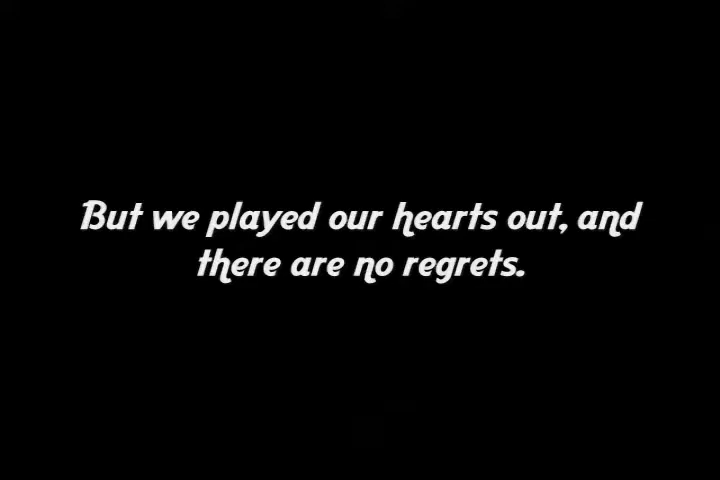 But we played our hearts out, and
there are no regrets.